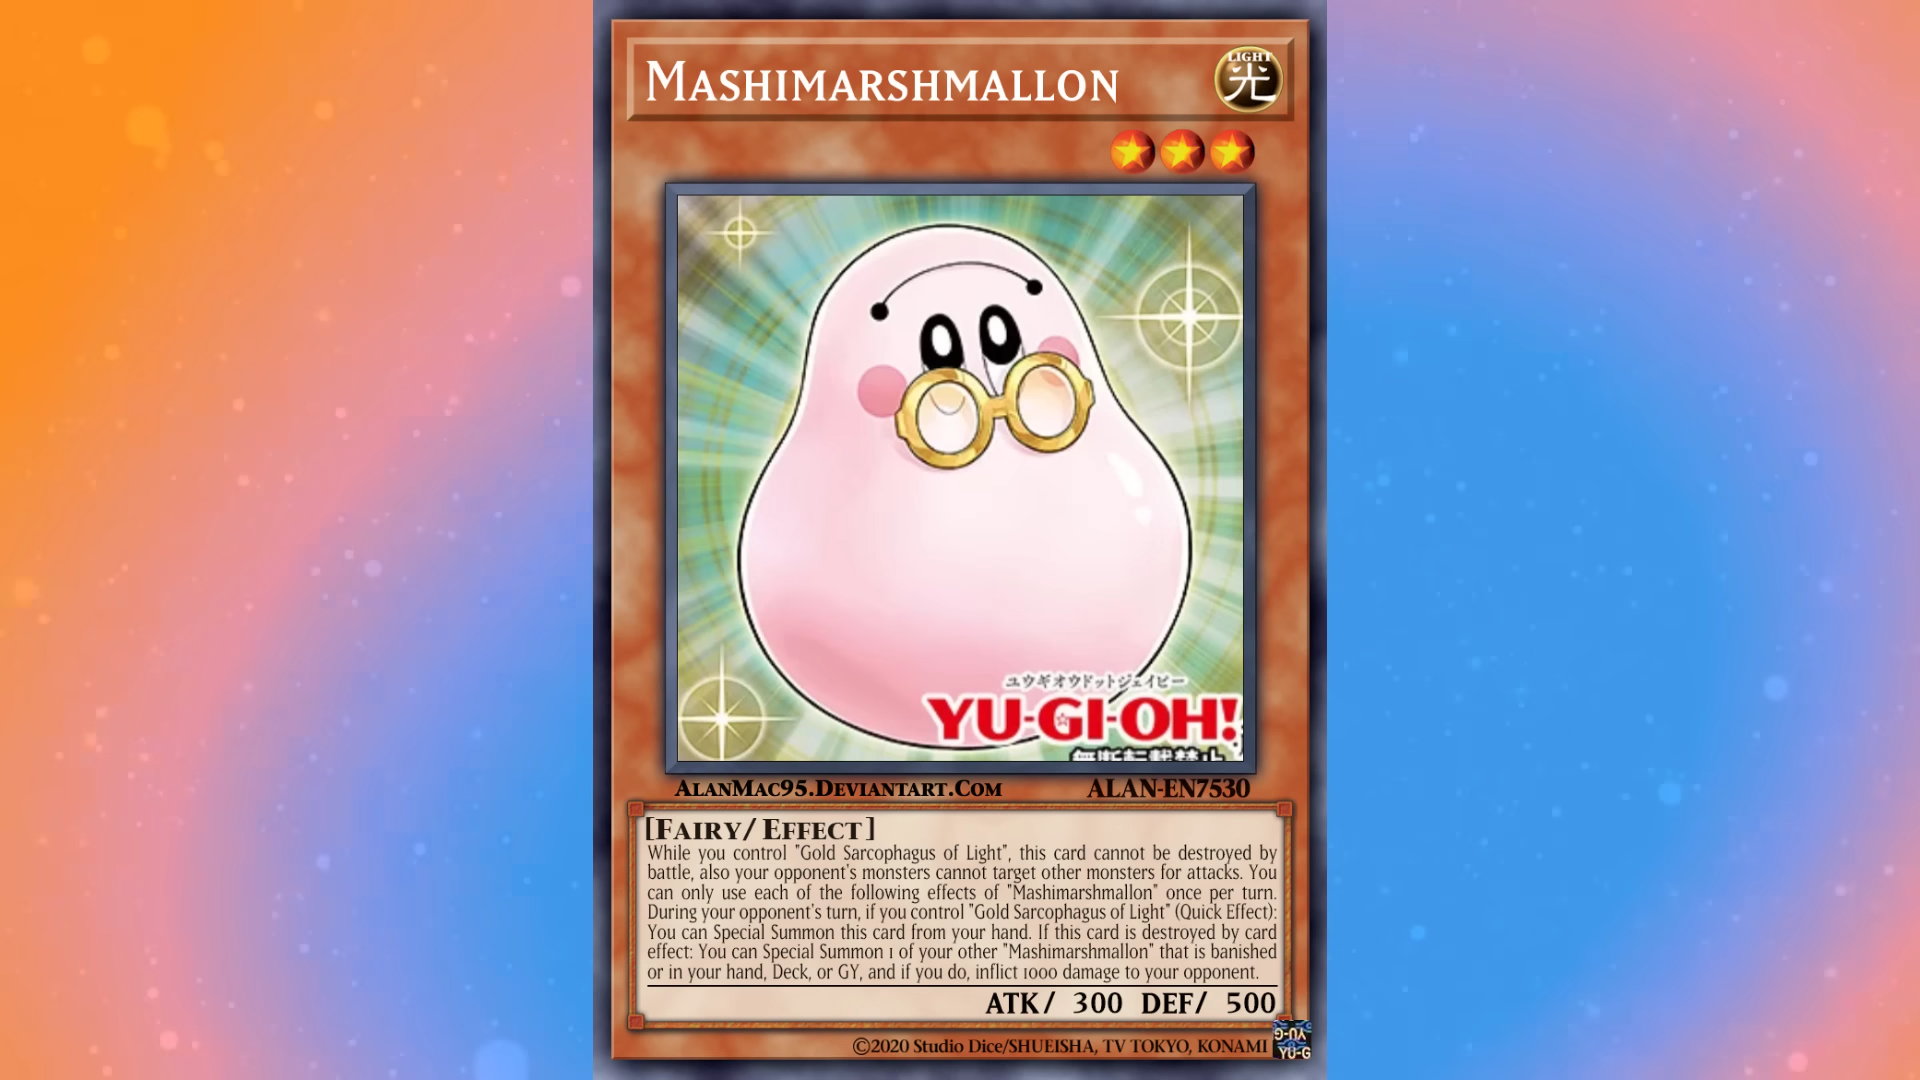 Mashimarshmallon
LIGHT
光
ユウギオウドットジェイピー
YU-GI-OH!
無断転載禁止
AlanMac95.Deviantart.Com ALAN-EN7530
[Fairy/ Effect]
While you control "Gold Sarcophagus of Light", this card cannot be destroyed by
battle, also your opponent's monsters cannot target other monsters for attacks. You
can only use each of the following effects of "Mashimarshmallon" once per turn.
During your opponent's turn, if you control "Gold Sarcophagus of Light" (Quick Effect):
You can Special Summon this card from your hand. If this card is destroyed by card
effect: You can Special Summon 1 of your other "Mashimarshmallon" that is banished
or in your hand, Deck, or GY, and if you do, inflict 1000 damage to your opponent.
ATK/ 300 DEF/ 500
©2020 Studio Dice/SHUEISHA, TV TOKYO, KONAMI